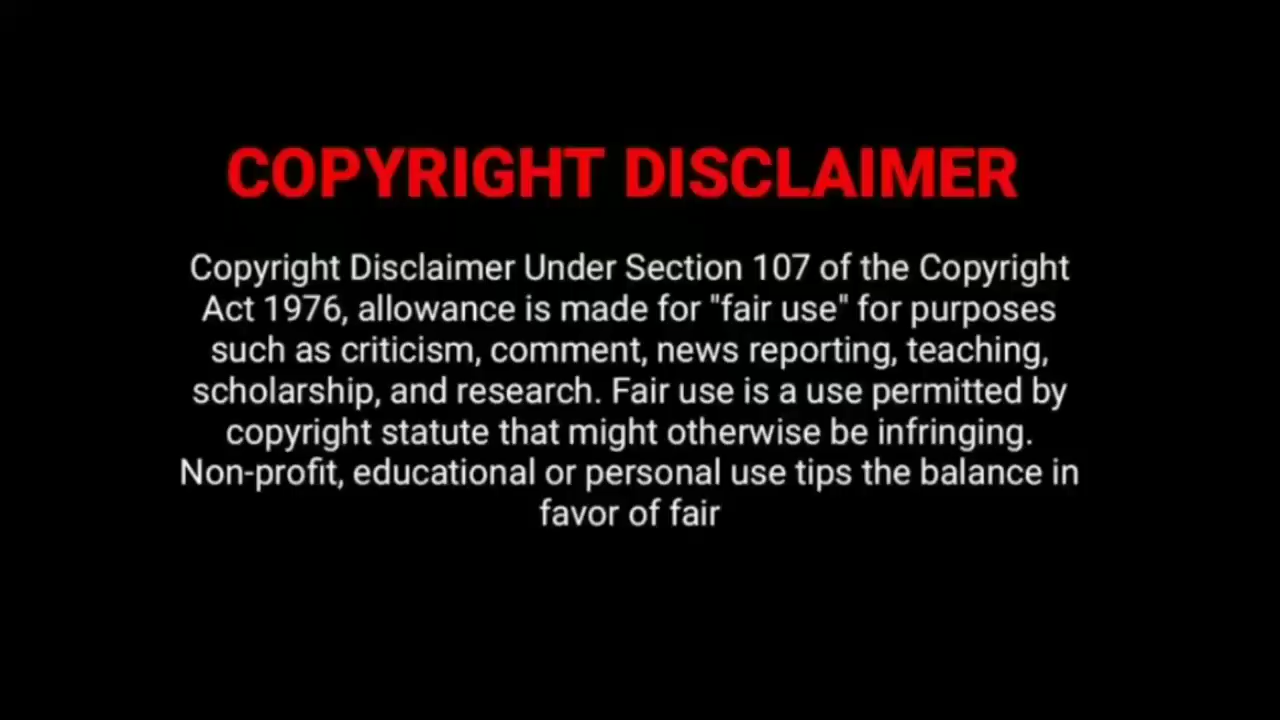 COPYRIGHT DISCLAIMER
Copyright Disclaimer Under Section 107 of the Copyright
Act 1976, allowance is made for "fair use" for purposes
such as criticism, comment, news reporting, teaching,
scholarship, and research. Fair use is a use permitted by
copyright statute that might otherwise be infringing.
Non-profit, educational or personal use tips the balance in
favor of fair